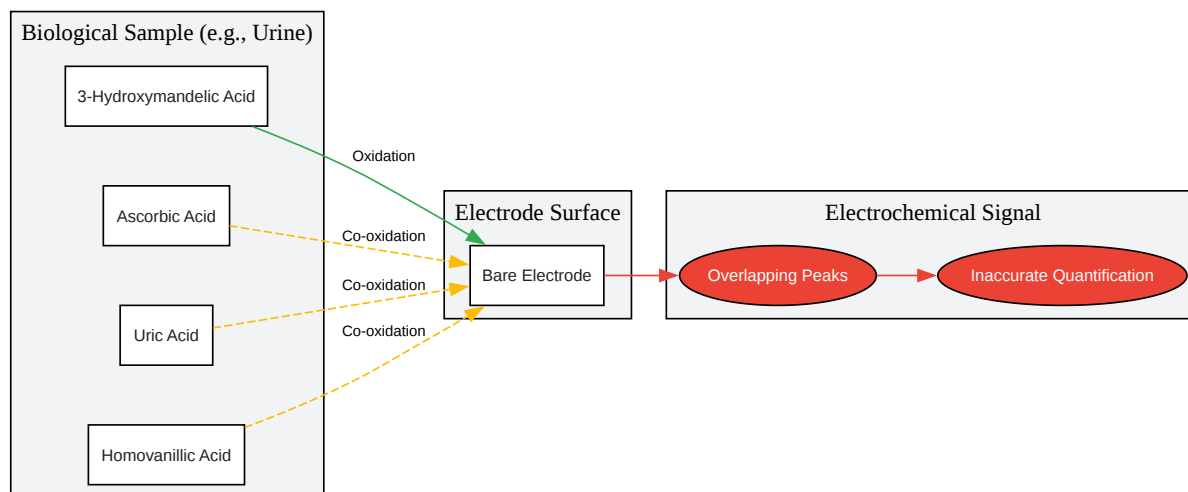 Biological Sample (e.g., Urine)
3-Hydroxymandelic Acid
Ascorbic Acid
Uric Acid
Homovanillic Acid
Oxidation
Co-oxidation
Co-oxidation
Co-oxidation
Electrode Surface
Bare Electrode
Electrochemical Signal
Overlapping Peaks
Inaccurate Quantification